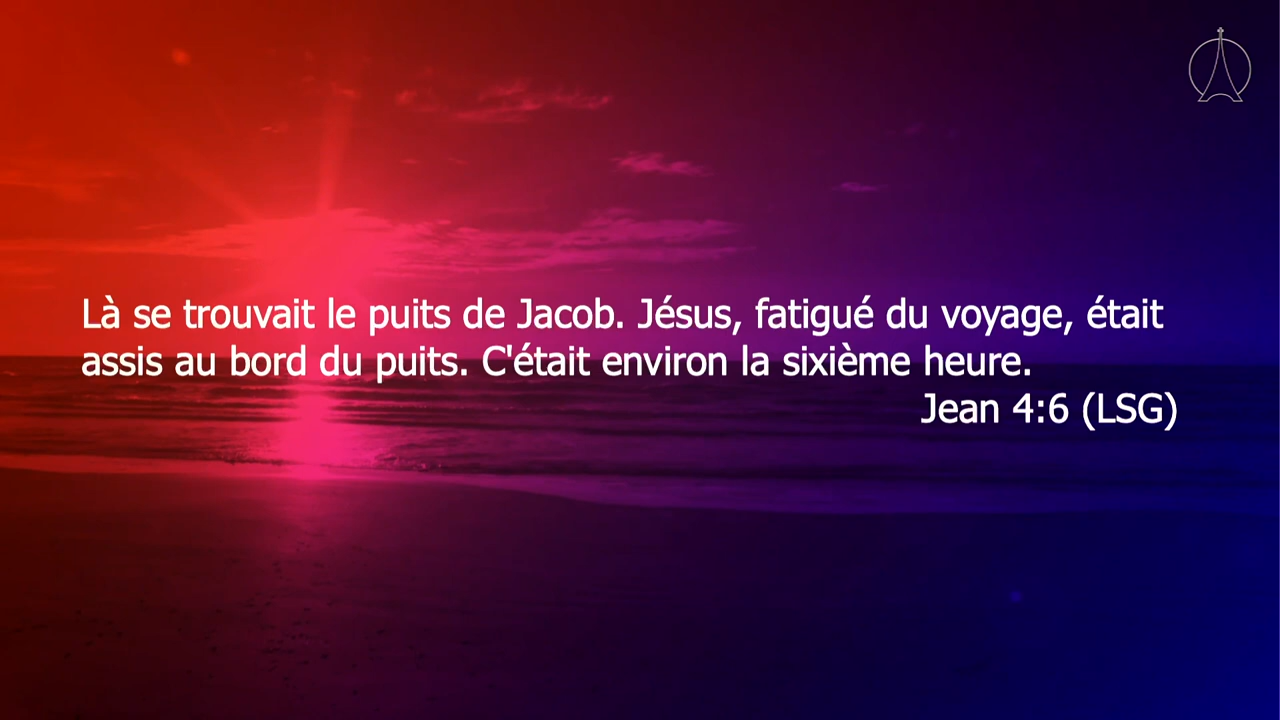 Là se trouvait le puits de Jacob. Jésus, fatigué du voyage, était
assis au bord du puits. C'était environ la sixième heure.
Jean 4:6 (LSG)